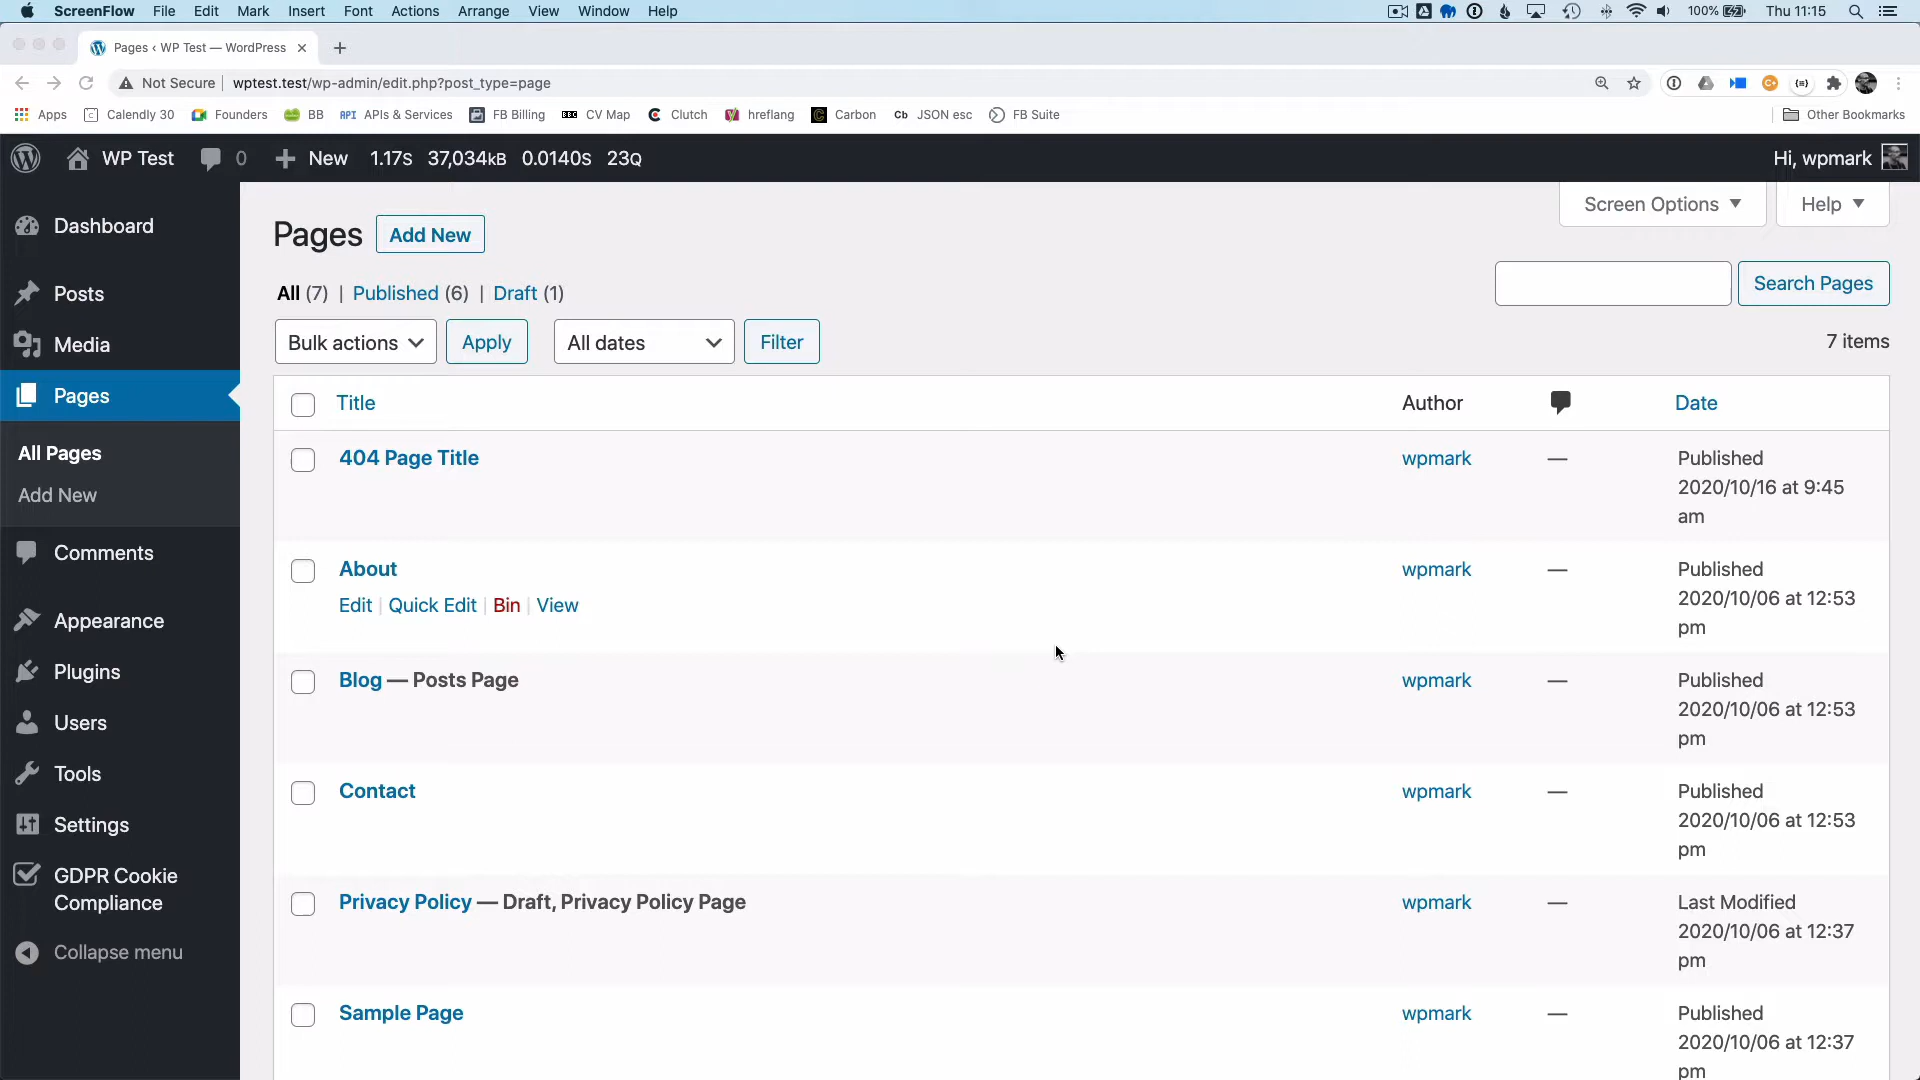 ScreenFlow File Edit Mark Insert Font Actions Arrange View Window Help 100% Thu 11:15
Pages ‹ WP Test — WordPress
Not Secure wptest.test/wp-admin/edit.php?post_type=page
Apps Calendly 30 Founders BB API APIs & Services FB Billing BBC CV Map Clutch hreflang Carbon Cb JSON esc FB Suite Other Bookmarks
WP Test 0 New 1.17S 37,034KB 0.0140S 23Q Hi, wpmark
Screen Options Help
Dashboard
Posts
Media
Pages
All Pages
Add New
Comments
Appearance
Plugins
Users
Tools
Settings
GDPR Cookie
Compliance
Collapse menu
Pages Add New
All (7) | Published (6) | Draft (1)
Search Pages
Bulk actions Apply All dates Filter
7 items
Title Author Date
404 Page Title wpmark — Published
2020/10/16 at 9:45
am
About wpmark — Published
Edit | Quick Edit | Bin | View
2020/10/06 at 12:53
pm
Blog — Posts Page wpmark — Published
2020/10/06 at 12:53
pm
Contact wpmark — Published
2020/10/06 at 12:53
pm
Privacy Policy — Draft, Privacy Policy Page wpmark — Last Modified
2020/10/06 at 12:37
pm
Sample Page wpmark — Published
2020/10/06 at 12:37
pm